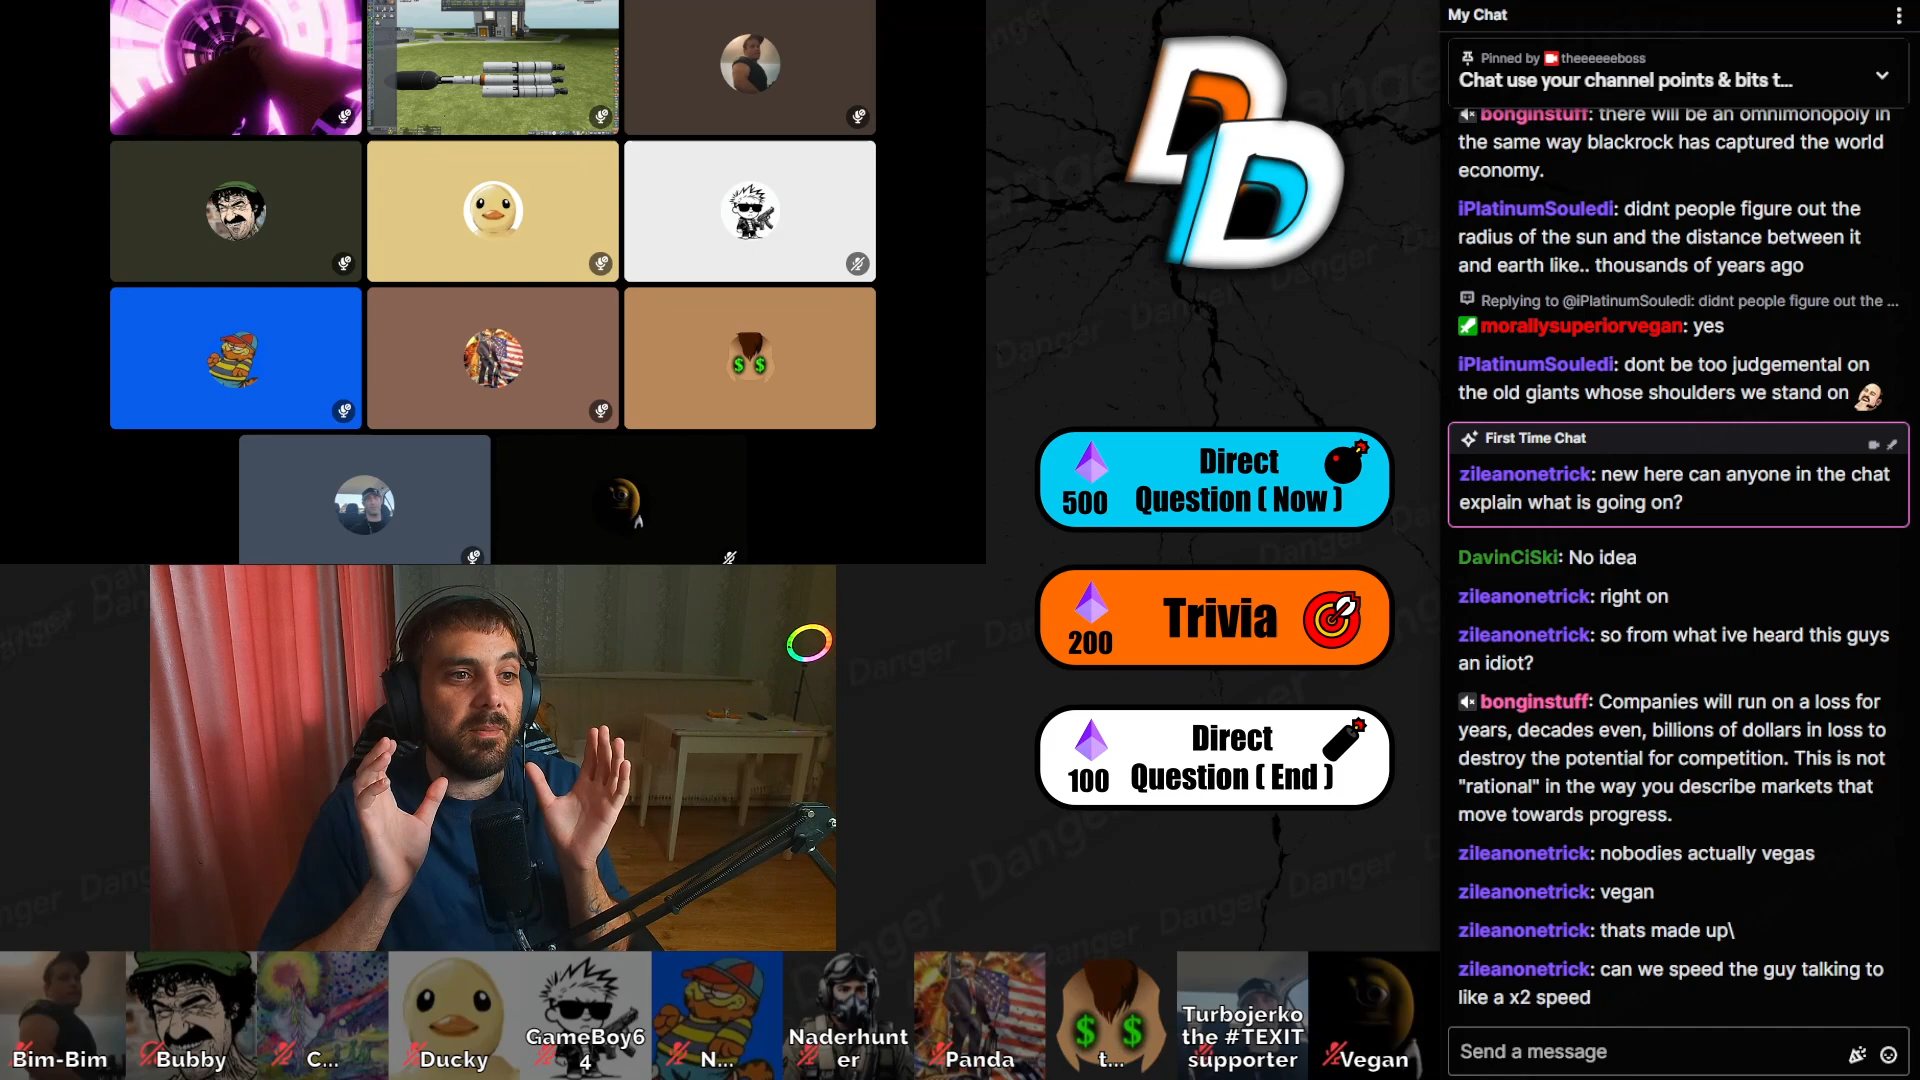 DD
500
Direct
Question ( Now )
200
Trivia
100
Direct
Question ( End )
Danger
Bim-Bim
Bubby
C...
Ducky
GameBoy6
4
N...
Naderhunt
er
Panda
t...
Turbojerko
the #TEXIT
supporter
Vegan
My Chat
Pinned by theeeeeeboss
Chat use your channel points & bits t...
bonginstuff: there will be an omnimonopoly in
the same way blackrock has captured the world
economy.
iPlatinumSouledi: didnt people figure out the
radius of the sun and the distance between it
and earth like.. thousands of years ago
Replying to @iPlatinumSouledi: didnt people figure out the ...
morallysuperiorvegan: yes
iPlatinumSouledi: dont be too judgemental on
the old giants whose shoulders we stand on
First Time Chat
zileanonetrick: new here can anyone in the chat
explain what is going on?
DavinCiSki: No idea
zileanonetrick: right on
zileanonetrick: so from what ive heard this guys
an idiot?
bonginstuff: Companies will run on a loss for
years, decades even, billions of dollars in loss to
destroy the potential for competition. This is not
"rational" in the way you describe markets that
move towards progress.
zileanonetrick: nobodies actually vegas
zileanonetrick: vegan
zileanonetrick: thats made up\
zileanonetrick: can we speed the guy talking to
like a x2 speed
Send a message